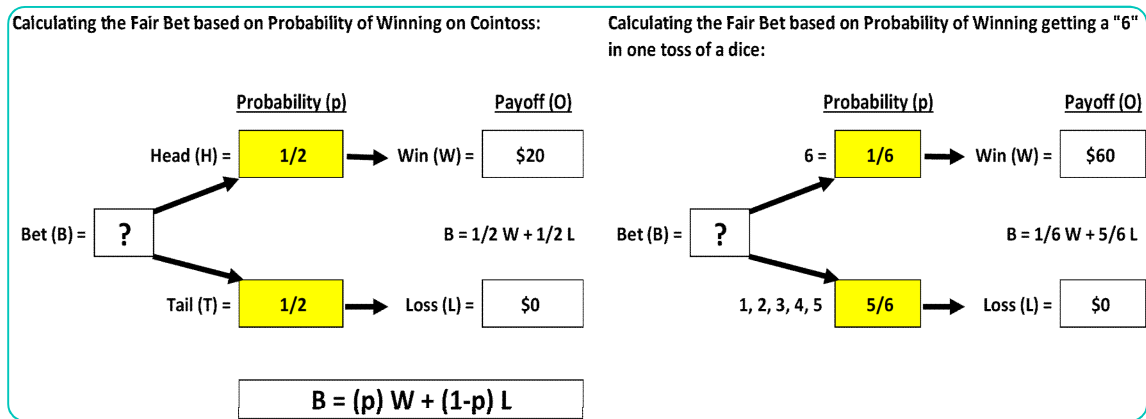 Calculating the Fair Bet based on Probability of Winning on Cointoss:
Probability (p) Payoff (O)
Head (H) = 1/2 Win (W) = $20
Bet (B) = ? B = 1/2 W + 1/2 L
Tail (T) = 1/2 Loss (L) = $0
B = (p) W + (1-p) L
Calculating the Fair Bet based on Probability of Winning getting a "6"
in one toss of a dice:
Probability (p) Payoff (O)
6 = 1/6 Win (W) = $60
Bet (B) = ? B = 1/6 W + 5/6 L
1, 2, 3, 4, 5 5/6 Loss (L) = $0